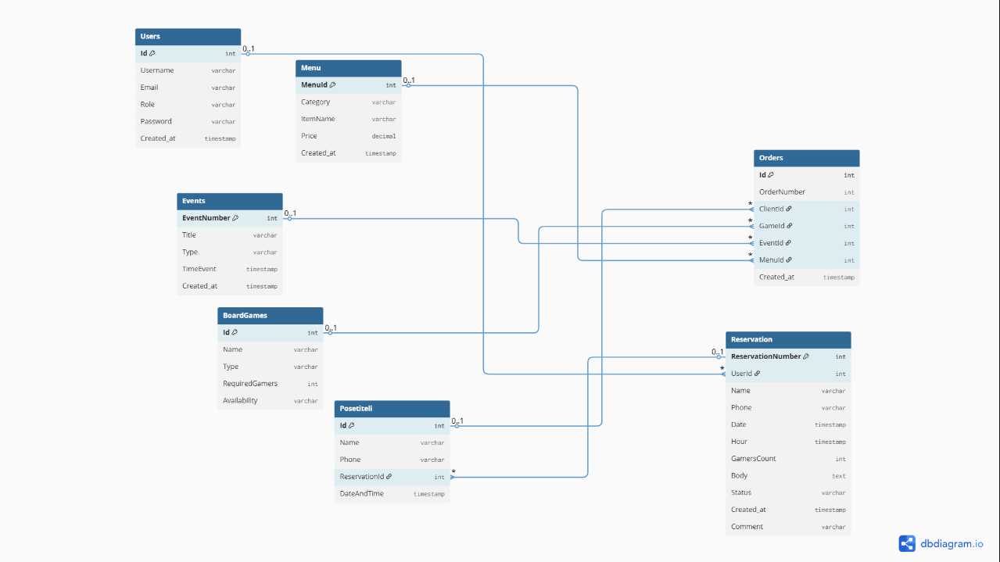 Users
Id int
Username varchar
Email varchar
Role varchar
Password varchar
Created_at timestamp
0..1
Menu
MenuId int
Category varchar
ItemName varchar
Price decimal
Created_at timestamp
0..1
Events
EventNumber int
Title varchar
Type varchar
TimeEvent timestamp
Created_at timestamp
0..1
BoardGames
Id int
Name varchar
Type varchar
RequiredGamers int
Availability varchar
0..1
Posetiteli
Id int
Name varchar
Phone varchar
ReservationId int
DateAndTime timestamp
0..1
*
Orders
Id int
OrderNumber int
* ClientId int
* GameId int
* EventId int
* MenuId int
Created_at timestamp
Reservation
0..1 ReservationNumber int
* UserId int
Name varchar
Phone varchar
Date timestamp
Hour timestamp
GamersCount int
Body text
Status varchar
Created_at timestamp
Comment varchar
dbdiagram.io